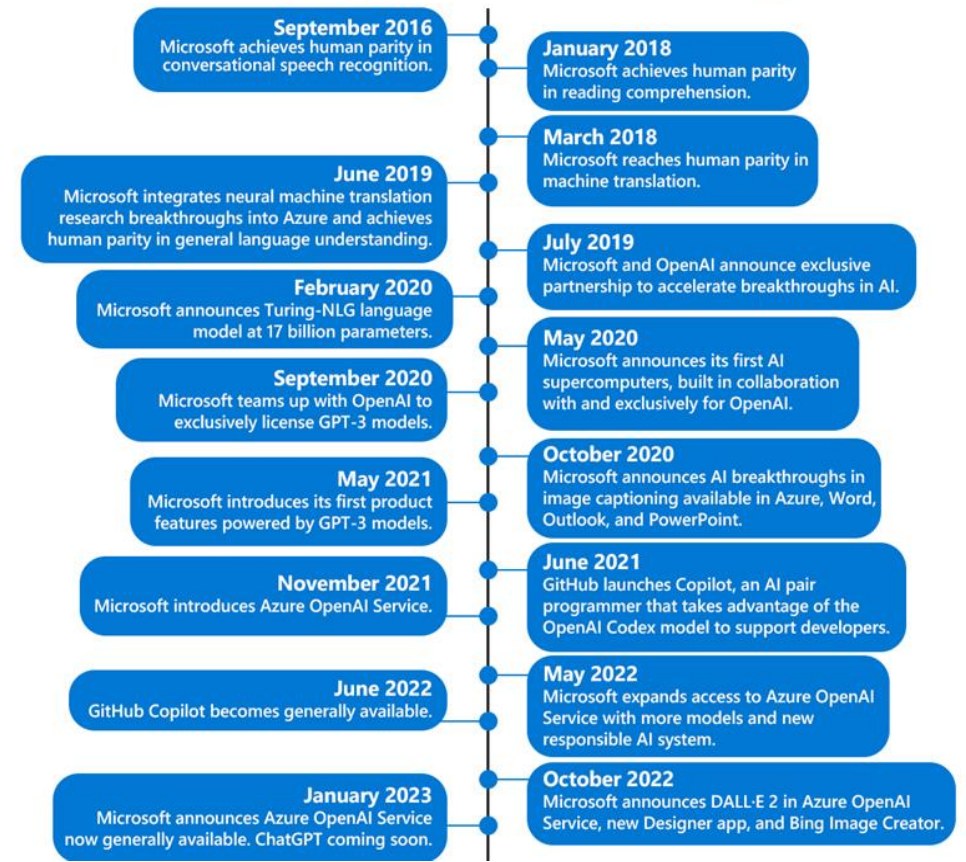 September 2016
Microsoft achieves human parity in
conversational speech recognition.
January 2018
Microsoft achieves human parity
in reading comprehension.
March 2018
Microsoft reaches human parity in
machine translation.
June 2019
Microsoft integrates neural machine translation
research breakthroughs into Azure and achieves
human parity in general language understanding.
July 2019
Microsoft and OpenAI announce exclusive
partnership to accelerate breakthroughs in AI.
February 2020
Microsoft announces Turing-NLG language
model at 17 billion parameters.
May 2020
Microsoft announces its first AI
supercomputers, built in collaboration
with and exclusively for OpenAI.
September 2020
Microsoft teams up with OpenAI to
exclusively license GPT-3 models.
October 2020
Microsoft announces AI breakthroughs in
image captioning available in Azure, Word,
Outlook, and PowerPoint.
May 2021
Microsoft introduces its first product
features powered by GPT-3 models.
June 2021
GitHub launches Copilot, an AI pair
programmer that takes advantage of the
OpenAI Codex model to support developers.
November 2021
Microsoft introduces Azure OpenAI Service.
May 2022
Microsoft expands access to Azure OpenAI
Service with more models and new
responsible AI system.
June 2022
GitHub Copilot becomes generally available.
October 2022
Microsoft announces DALL·E 2 in Azure OpenAI
Service, new Designer app, and Bing Image Creator.
January 2023
Microsoft announces Azure OpenAI Service
now generally available. ChatGPT coming soon.